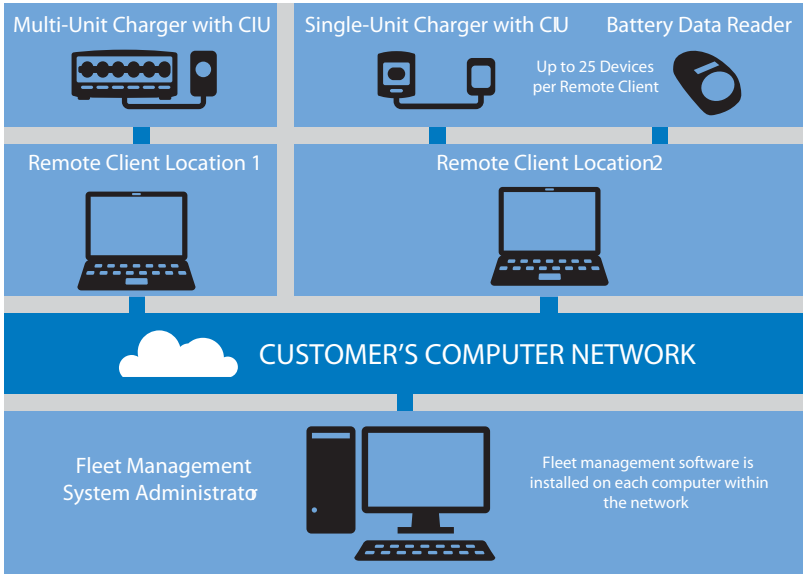 Multi-Unit Charger with CIU
Single-Unit Charger with CIU
Battery Data Reader
Up to 25 Devices
per Remote Client
Remote Client Location 1
Remote Client Location2
CUSTOMER'S COMPUTER NETWORK
Fleet Management
System Administrator
Fleet management software is
installed on each computer within
the network